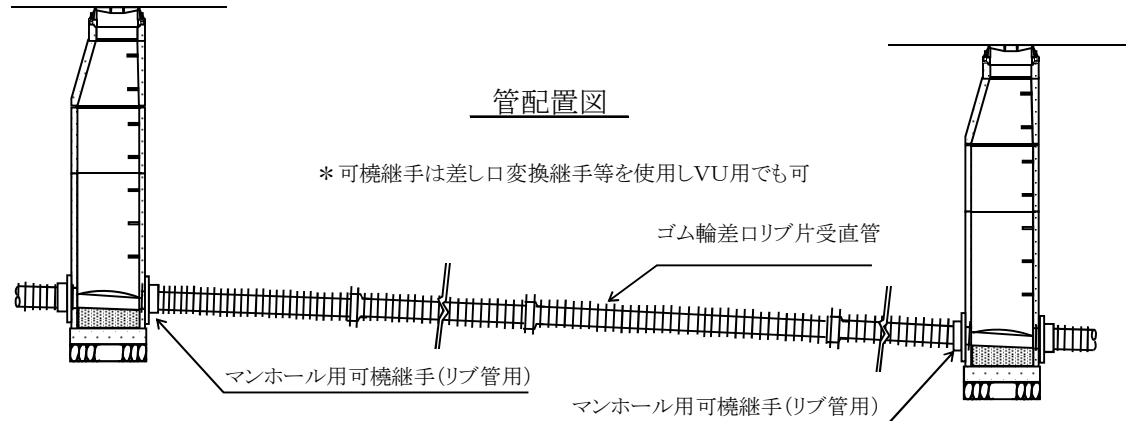 管配置図
*可橈継手は差し口変換継手等を使用しVU用でも可
ゴム輪差口リブ片受直管
マンホール用可橈継手(リブ管用)
マンホール用可橈継手(リブ管用)